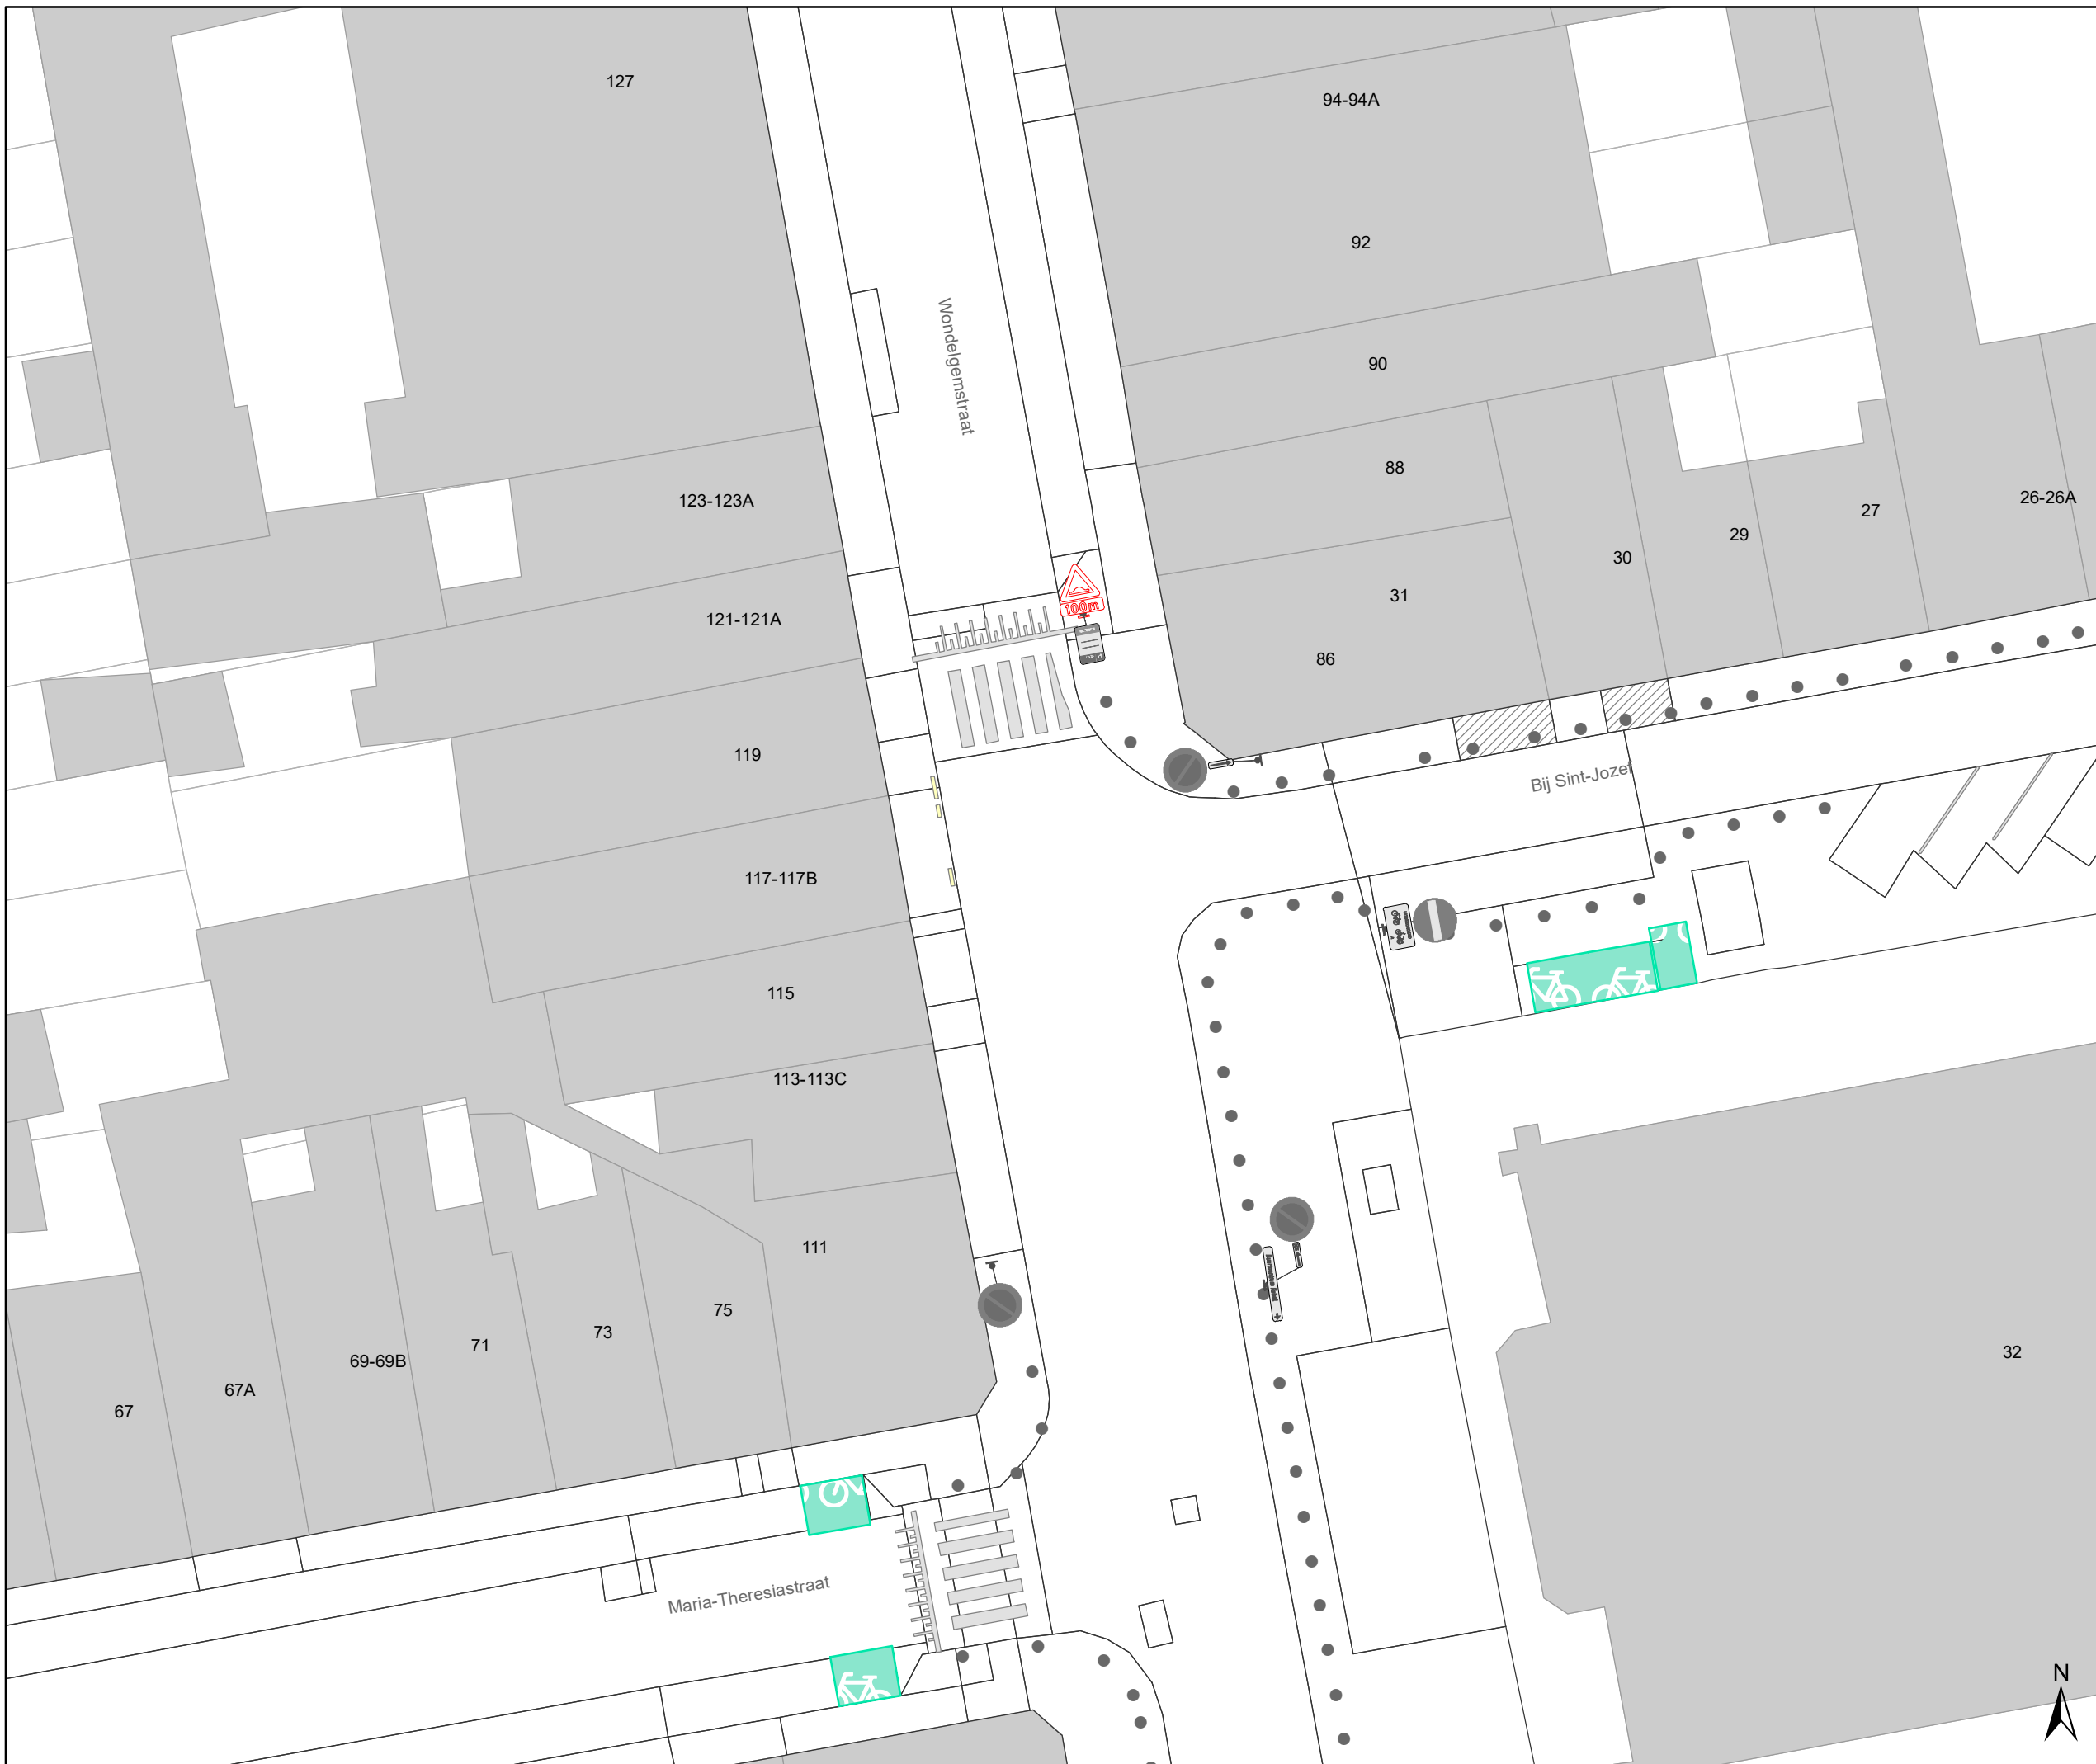 127
94-94A
92
Wondelgemstraat
90
88
123-123A
26-26A
27
29
30
31
100m
121-121A
86
119
Bij Sint-Jozef
117-117B
115
113-113C
111
75
73
71
69-69B
67A
67
32
Maria-Theresiastraat
N